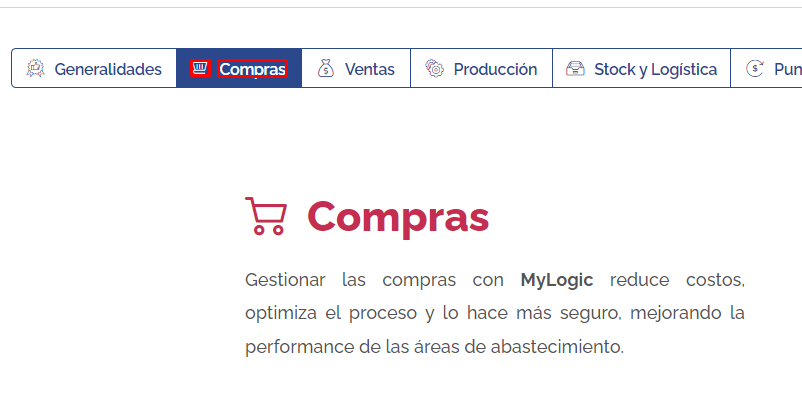 Generalidades Compras Ventas Producción Stock y Logística Pun
Compras
Gestionar las compras con MyLogic reduce costos,
optimiza el proceso y lo hace más seguro, mejorando la
performance de las áreas de abastecimiento.